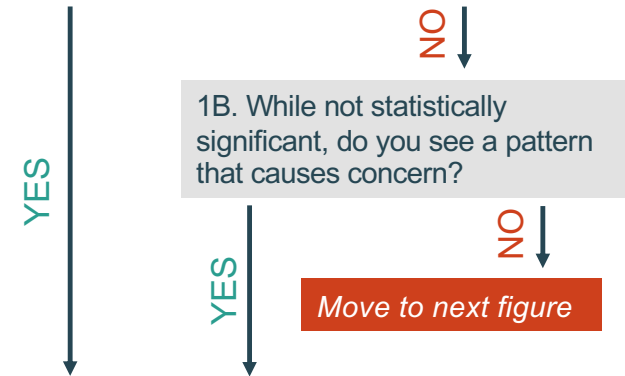 NO
1B. While not statistically
significant, do you see a pattern
that causes concern?
YES
NO
YES
Move to next figure